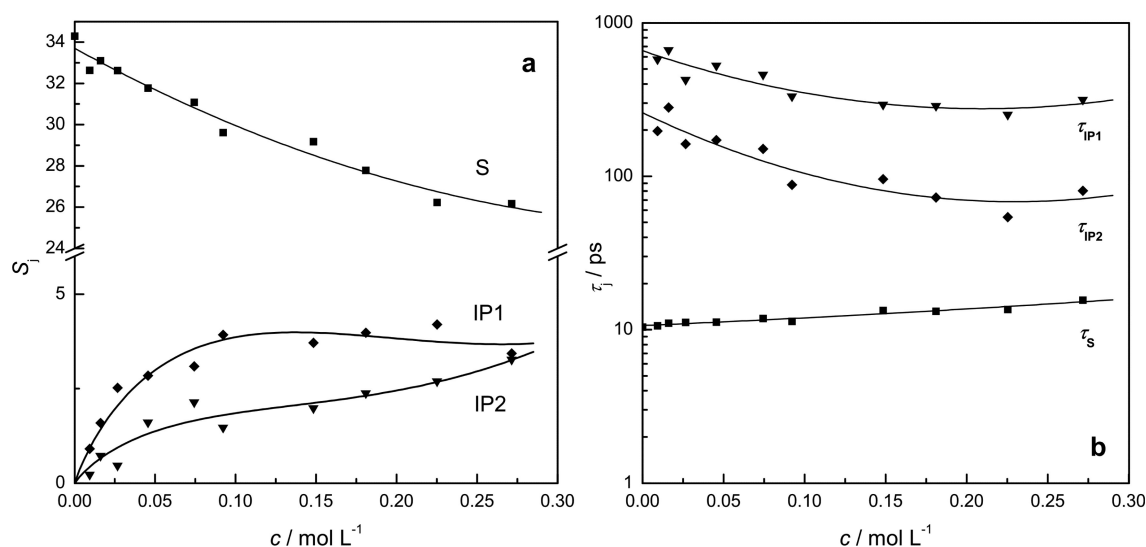 34
32
30
28
26
24
5
0
S_j
a
S
IP1
IP2
0.00 0.05 0.10 0.15 0.20 0.25 0.30
c / mol L⁻¹
1000
100
10
1
τ_j / ps
τ_IP1
τ_IP2
τ_S
b
0.00 0.05 0.10 0.15 0.20 0.25 0.30
c / mol L⁻¹